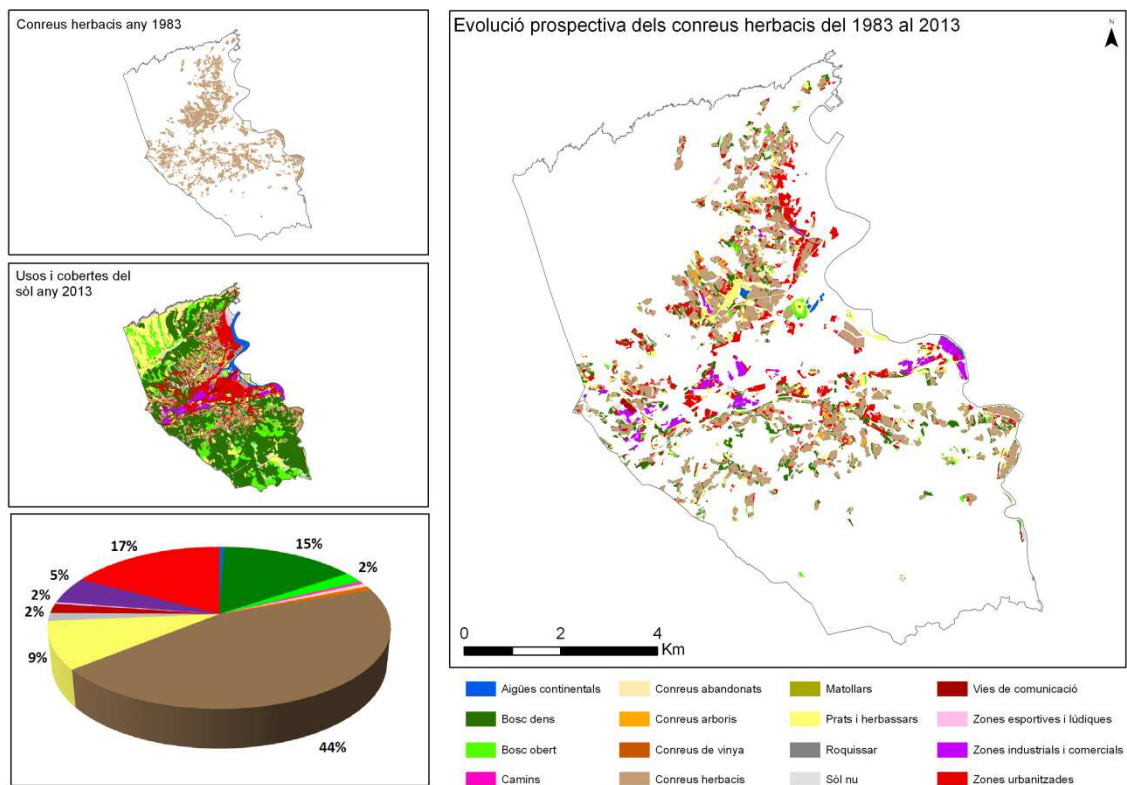 Conreus herbacis any 1983
Usos i cobertes del
sòl any 2013
17%
15%
2%
5%
2%
2%
9%
44%
Evolució prospectiva dels conreus herbacis del 1983 al 2013
N
0 2 4
Km
Aigües continentals
Bosc dens
Bosc obert
Camins
Conreus abandonats
Conreus arboris
Conreus de vinya
Conreus herbacis
Matollars
Prats i herbassars
Roquissar
Sòl nu
Vies de comunicació
Zones esportives i lúdiques
Zones industrials i comercials
Zones urbanitzades